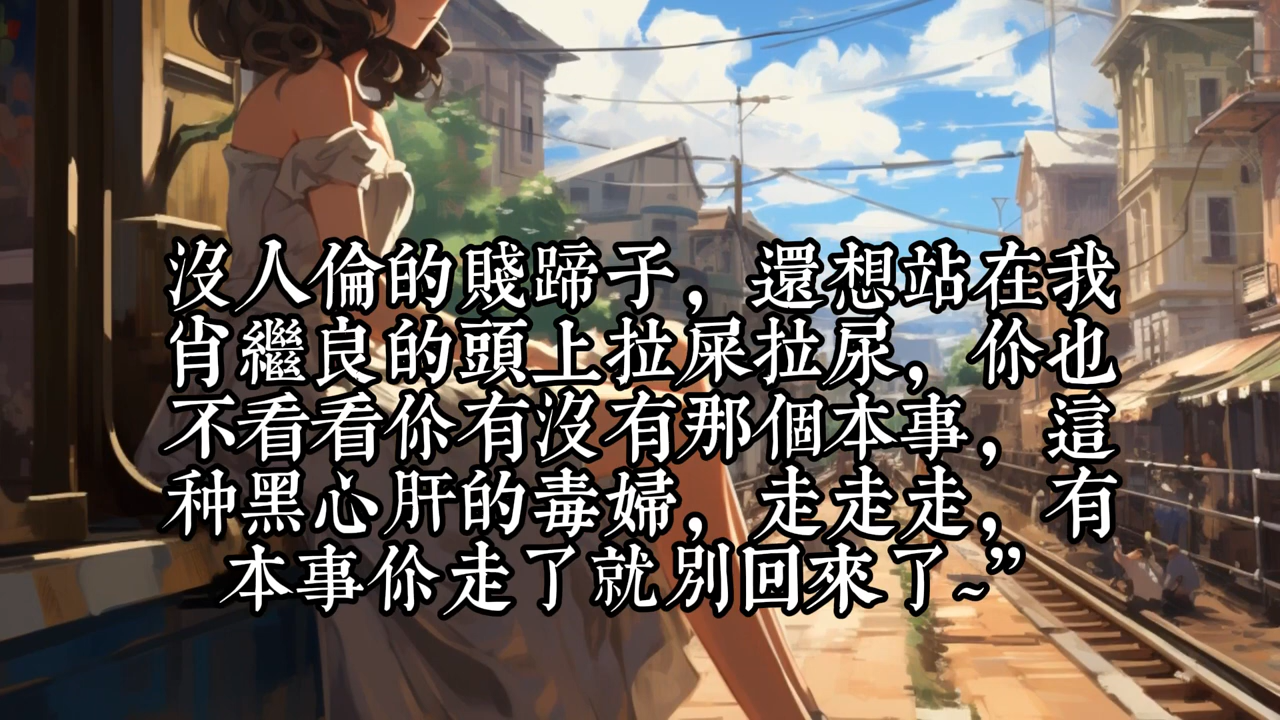 沒人倫的賤蹄子，還想站在我
肖繼良的頭上拉屎拉尿，你也
不看看你有沒有那個本事，這
种黑心肝的毒婦，走走走，有
本事你走了就別回來了~”